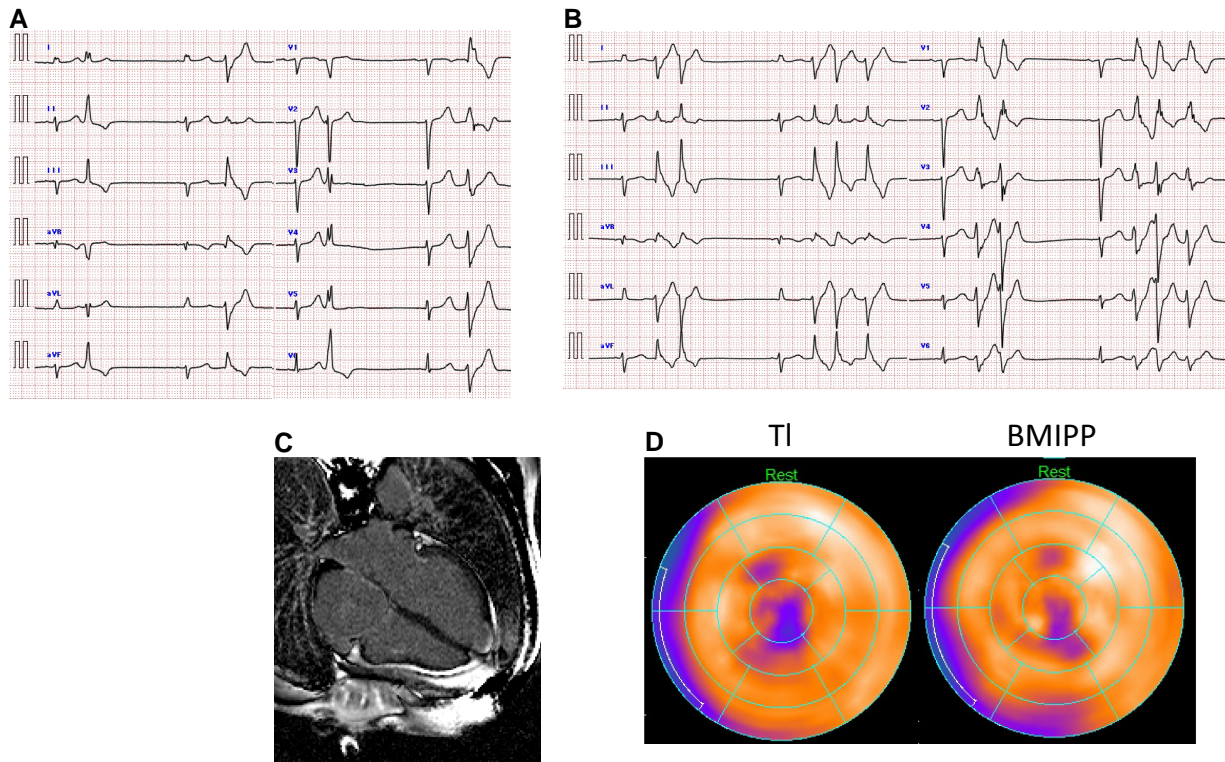 A
I
V1
II
V2
III
V3
aVR
V4
aVL
V5
aVF
V6
B
I
V1
II
V2
III
V3
aVR
V4
aVL
V5
aVF
V6
C
D
Tl
BMIPP
Rest
Rest